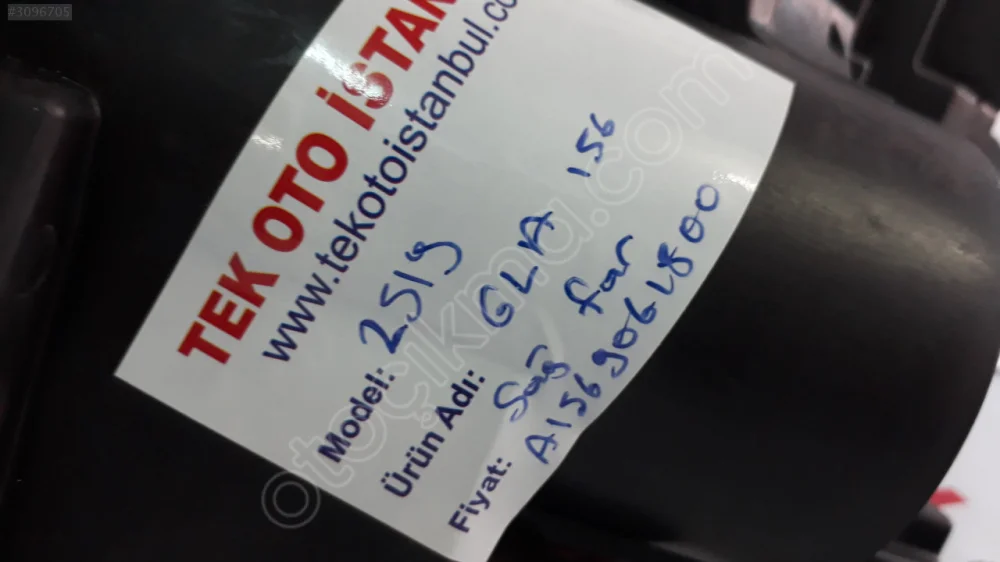 #3096705
TEK OTO İSTAN
www.tekotoistanbul.co
Model: 2519
Ürün Adı: GLA 156
Sağ far
Fiyat: A1569061800
otoçıkma.com